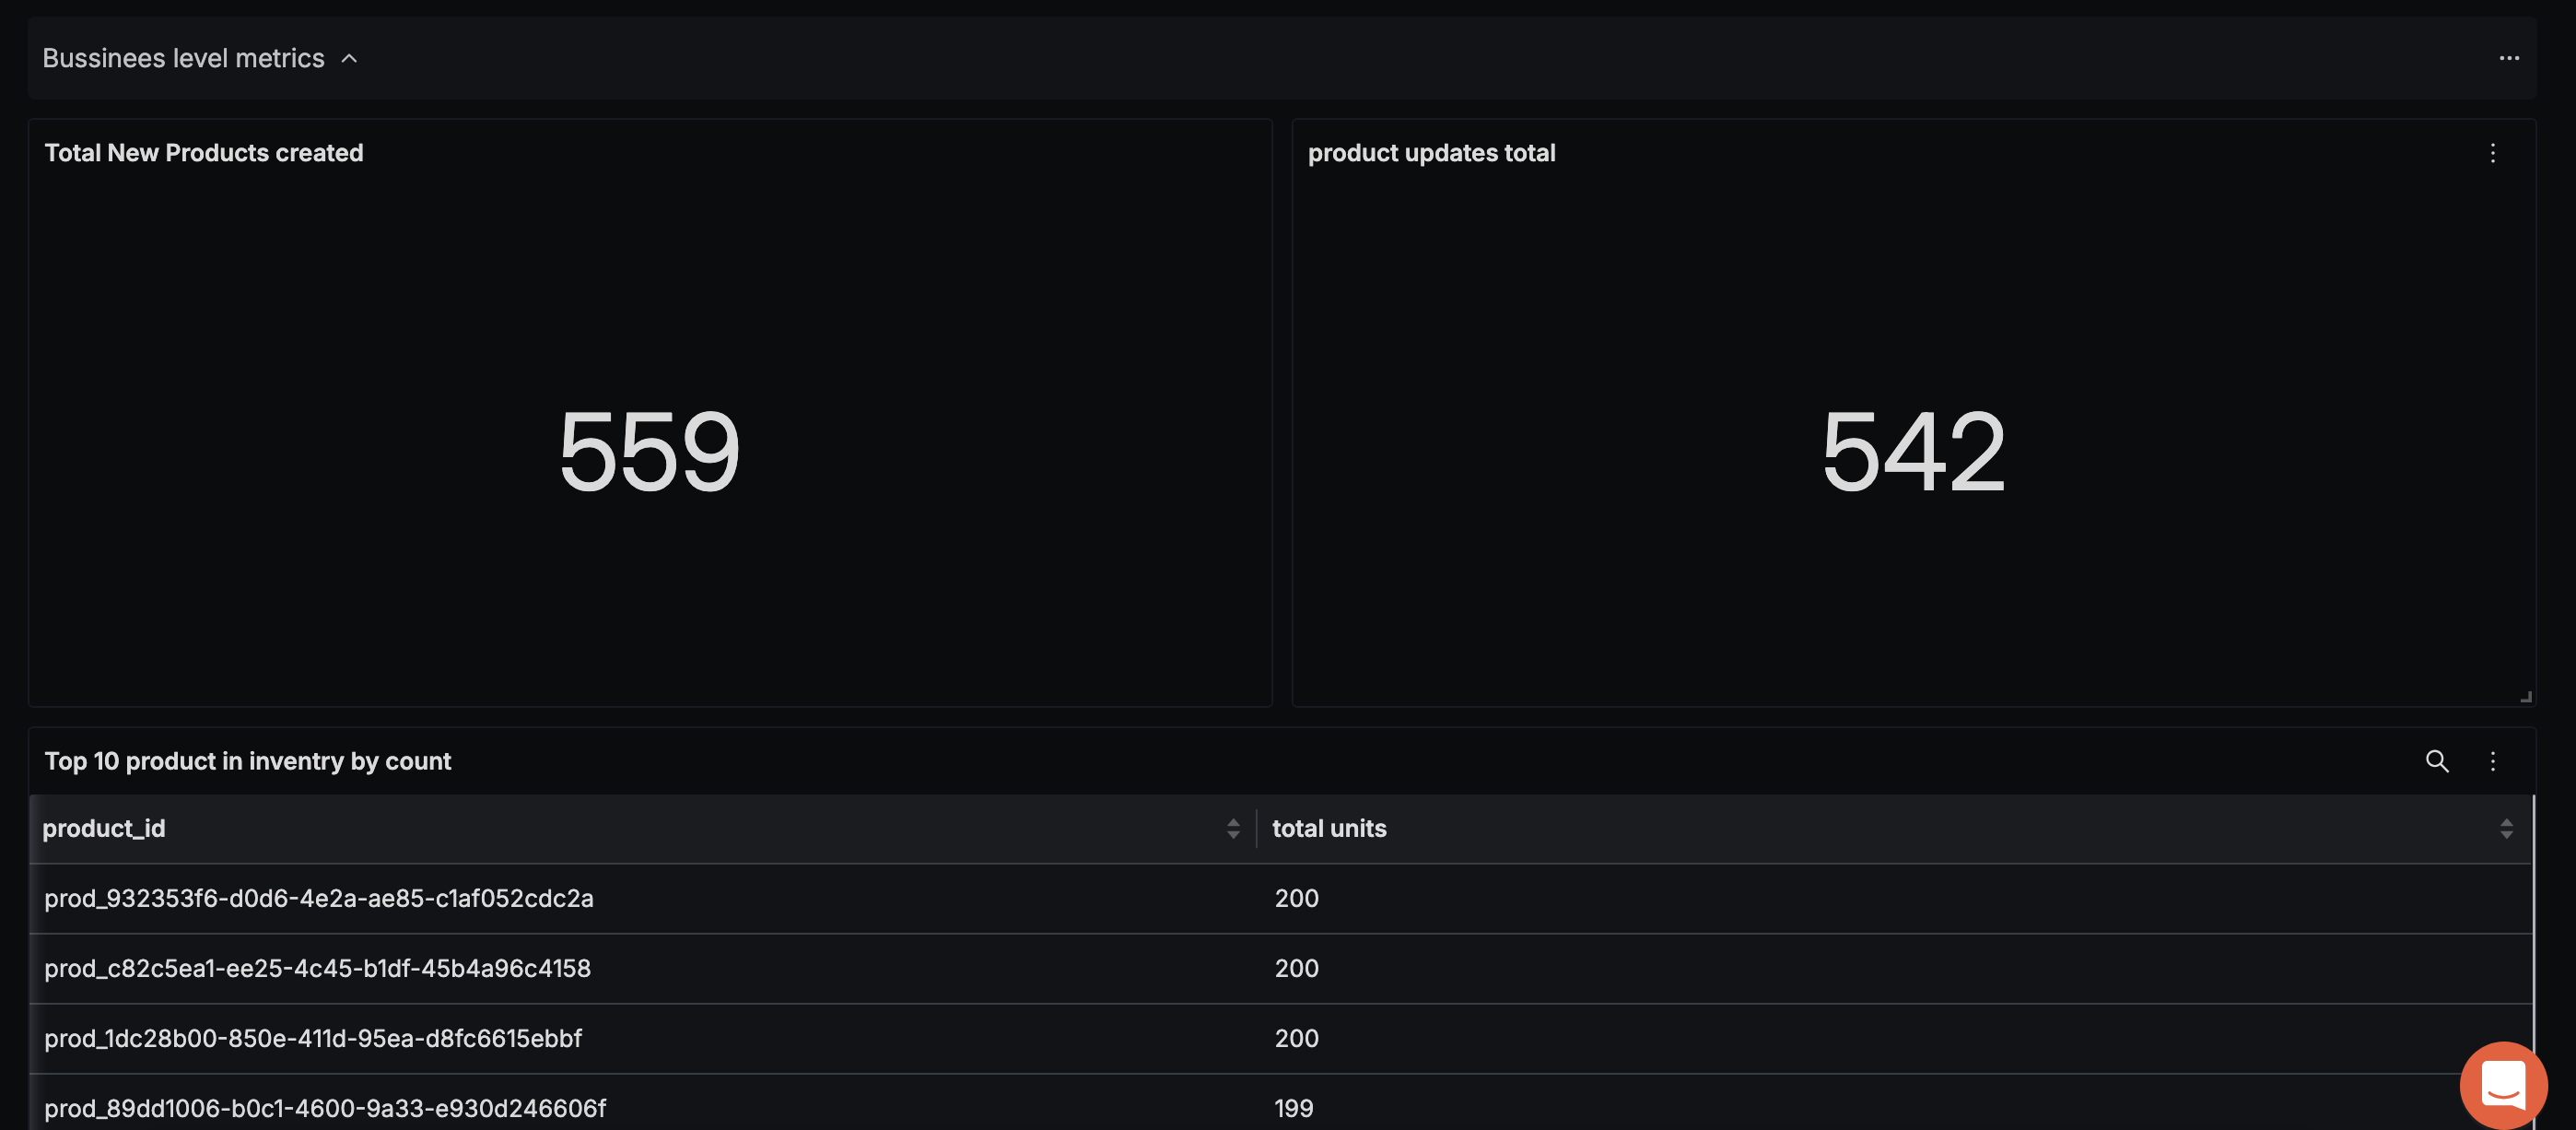 Bussinees level metrics
Total New Products created
product updates total
559
542
Top 10 product in inventry by count
product_id
total units
prod_932353f6-d0d6-4e2a-ae85-c1af052cdc2a
200
prod_c82c5ea1-ee25-4c45-b1df-45b4a96c4158
200
prod_1dc28b00-850e-411d-95ea-d8fc6615ebbf
200
prod_89dd1006-b0c1-4600-9a33-e930d246606f
199